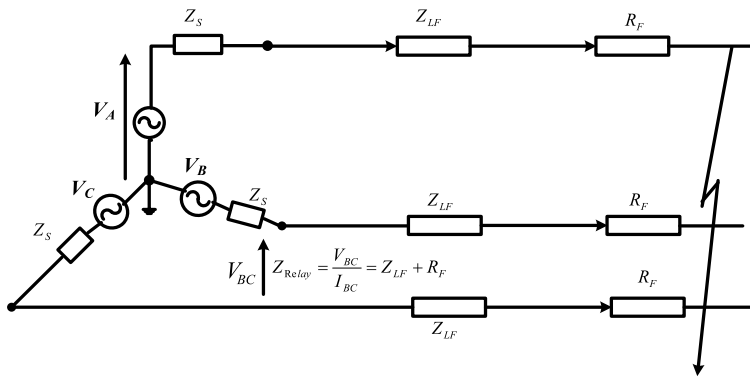 Z_S
Z_LF
R_F
V_A
V_B
V_C
Z_S
Z_LF
R_F
Z_S
V_BC
Z_Relay = V_BC / I_BC = Z_LF + R_F
R_F
Z_LF